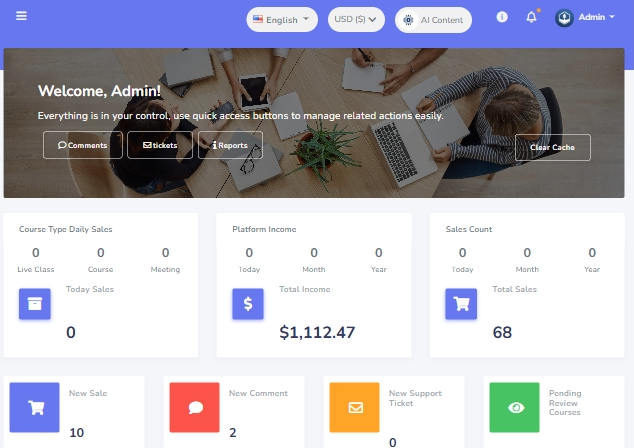 English
USD ($)
AI Content
Admin
Welcome, Admin!
Everything is in your control, use quick access buttons to manage related actions easily.
Comments
tickets
Reports
Clear Cache
Course Type Daily Sales
0 0 0
Live Class Course Meeting
Today Sales
0
Platform Income
0 0 0
Today Month Year
Total Income
$1,112.47
Sales Count
0 0 0
Today Month Year
Total Sales
68
New Sale
10
New Comment
2
New Support
Ticket
0
Pending
Review
Courses